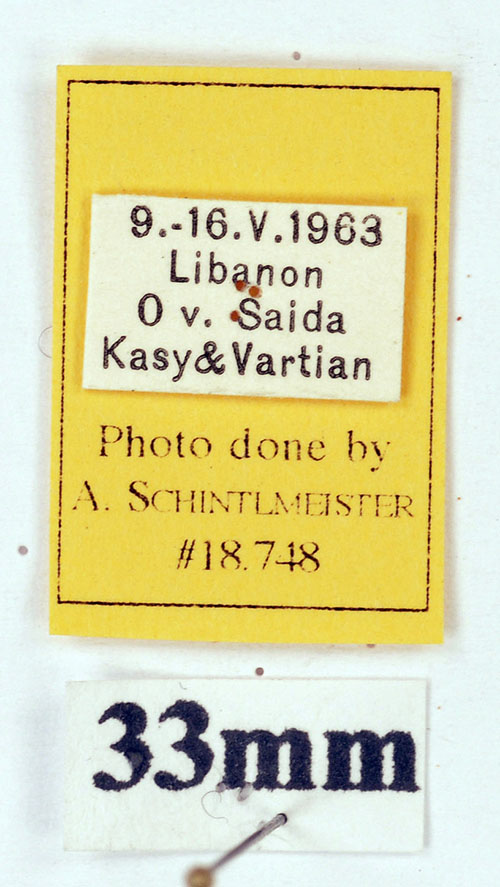 9.-16.V.1963
Libanon
O v. Saida
Kasy&Vartian
Photo done by
A. SCHINTLMEISTER
#18.748
33mm